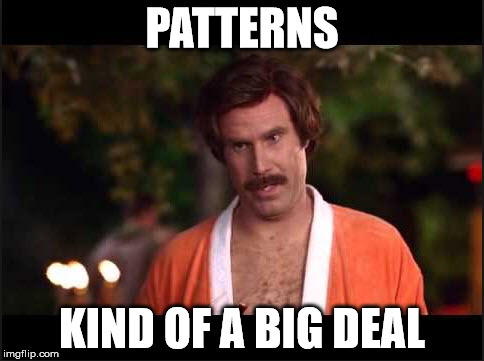 PATTERNS
KIND OF A BIG DEAL
imgflip.com